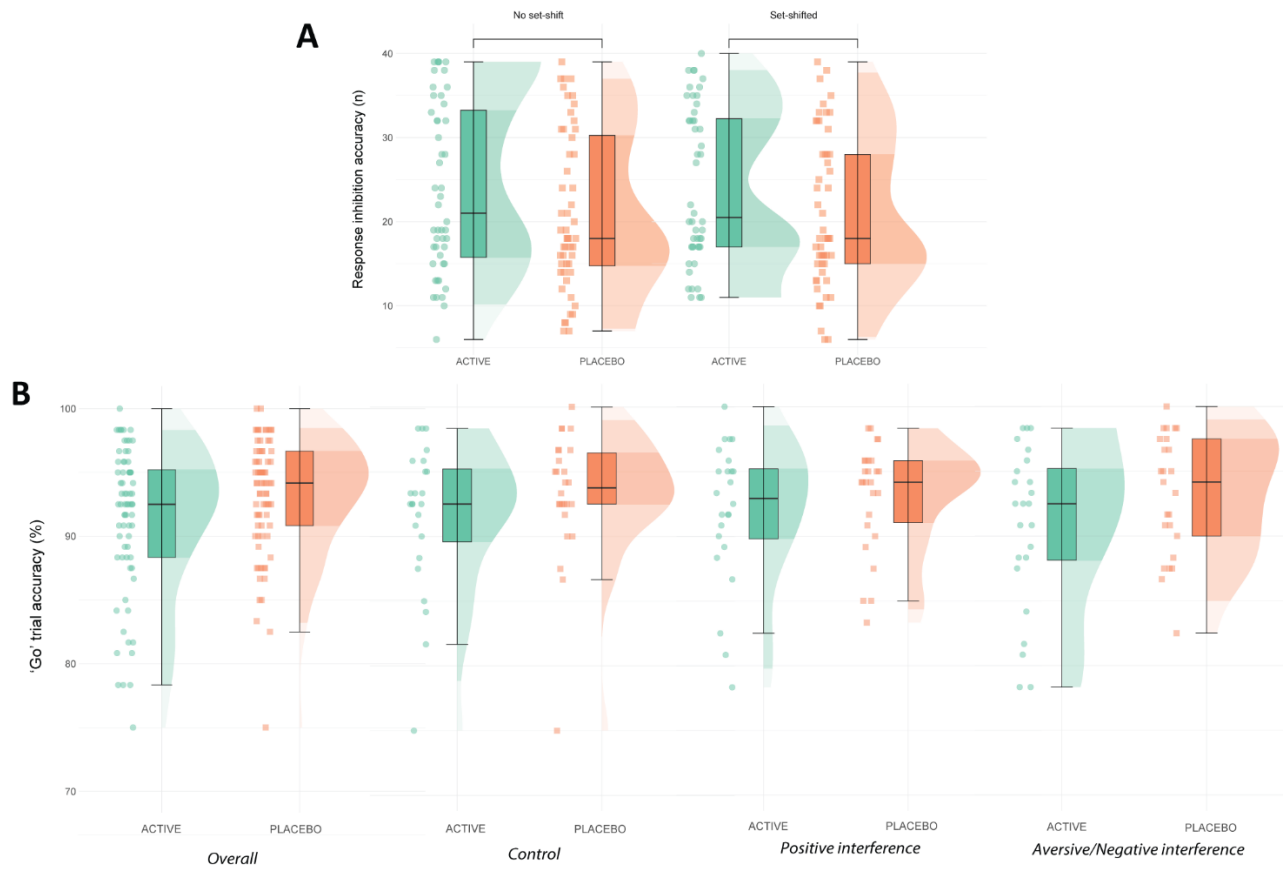 A
No set-shift
Set-shifted
Response inhibition accuracy (n)
40
30
20
10
ACTIVE
PLACEBO
ACTIVE
PLACEBO
B
'Go' trial accuracy (%)
100
90
80
70
ACTIVE
PLACEBO
ACTIVE
PLACEBO
ACTIVE
PLACEBO
ACTIVE
PLACEBO
Overall
Control
Positive interference
Aversive/Negative interference